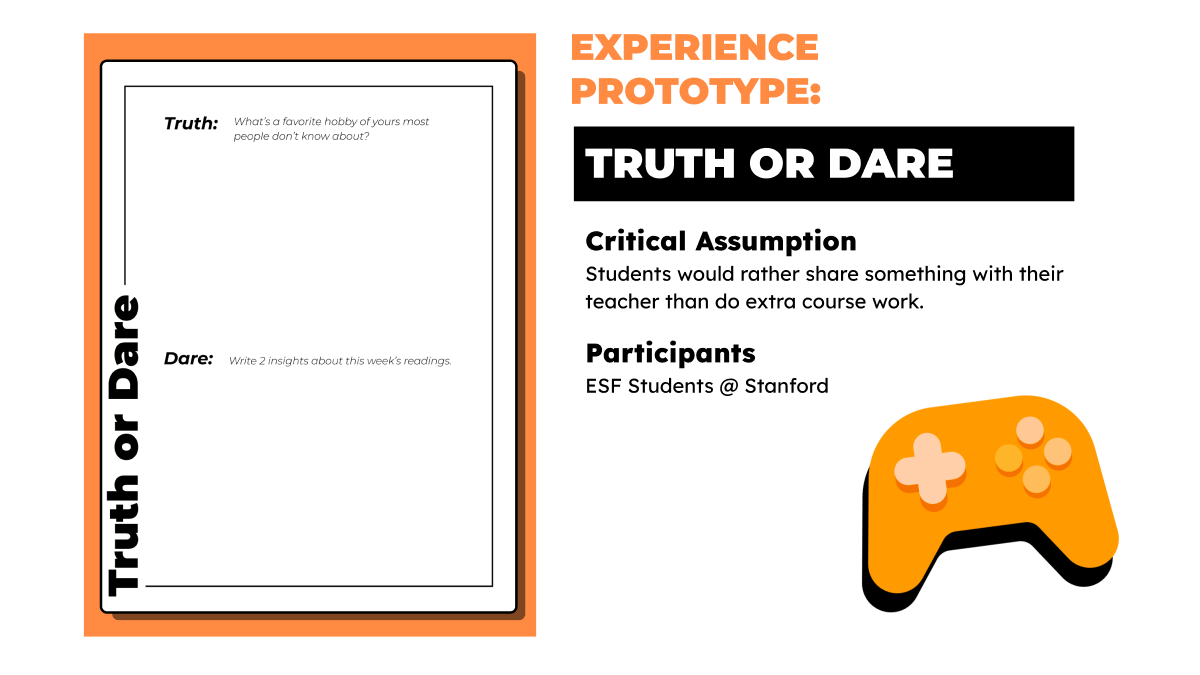 Truth: What's a favorite hobby of yours most
people don't know about?
Dare: Write 2 insights about this week's readings.
Truth or Dare
EXPERIENCE
PROTOTYPE:
TRUTH OR DARE
Critical Assumption
Students would rather share something with their
teacher than do extra course work.
Participants
ESF Students @ Stanford